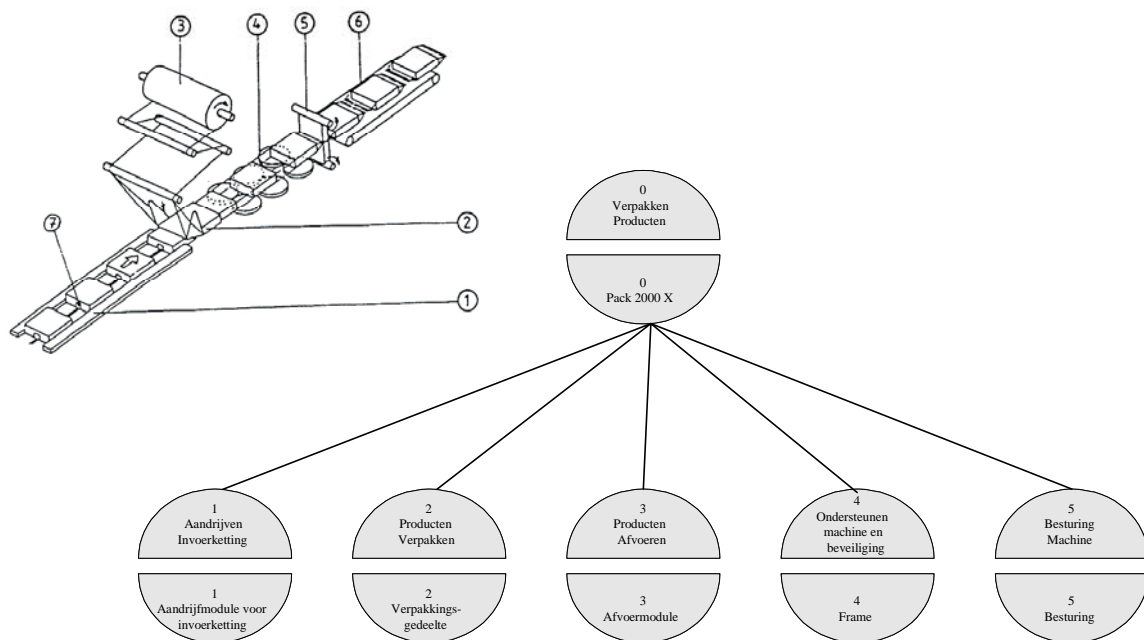 3
4
5
6
7
2
1
0
Verpakken
Producten
0
Pack 2000 X
1
Aandrijven
Invoerketting
2
Producten
Verpakken
3
Producten
Afvoeren
4
Ondersteunen
machine en
beveiliging
5
Besturing
Machine
1
Aandrijfmodule voor
invoerketting
2
Verpakkings-
gedeelte
3
Afvoermodule
4
Frame
5
Besturing